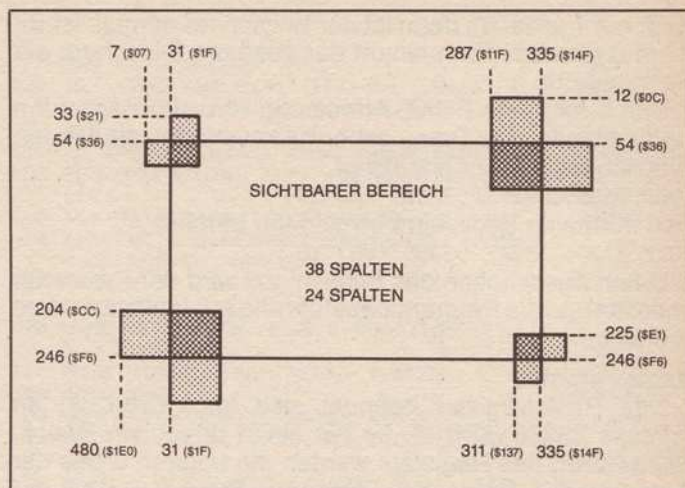 7 ($07) 31 ($1F) 287 ($11F) 335 ($14F)
12 ($0C)
33 ($21)
54 ($36) 54 ($36)
SICHTBARER BEREICH
38 SPALTEN
24 SPALTEN
204 ($CC)
225 ($E1)
246 ($F6) 246 ($F6)
480 ($1E0) 31 ($1F) 311 ($137) 335 ($14F)